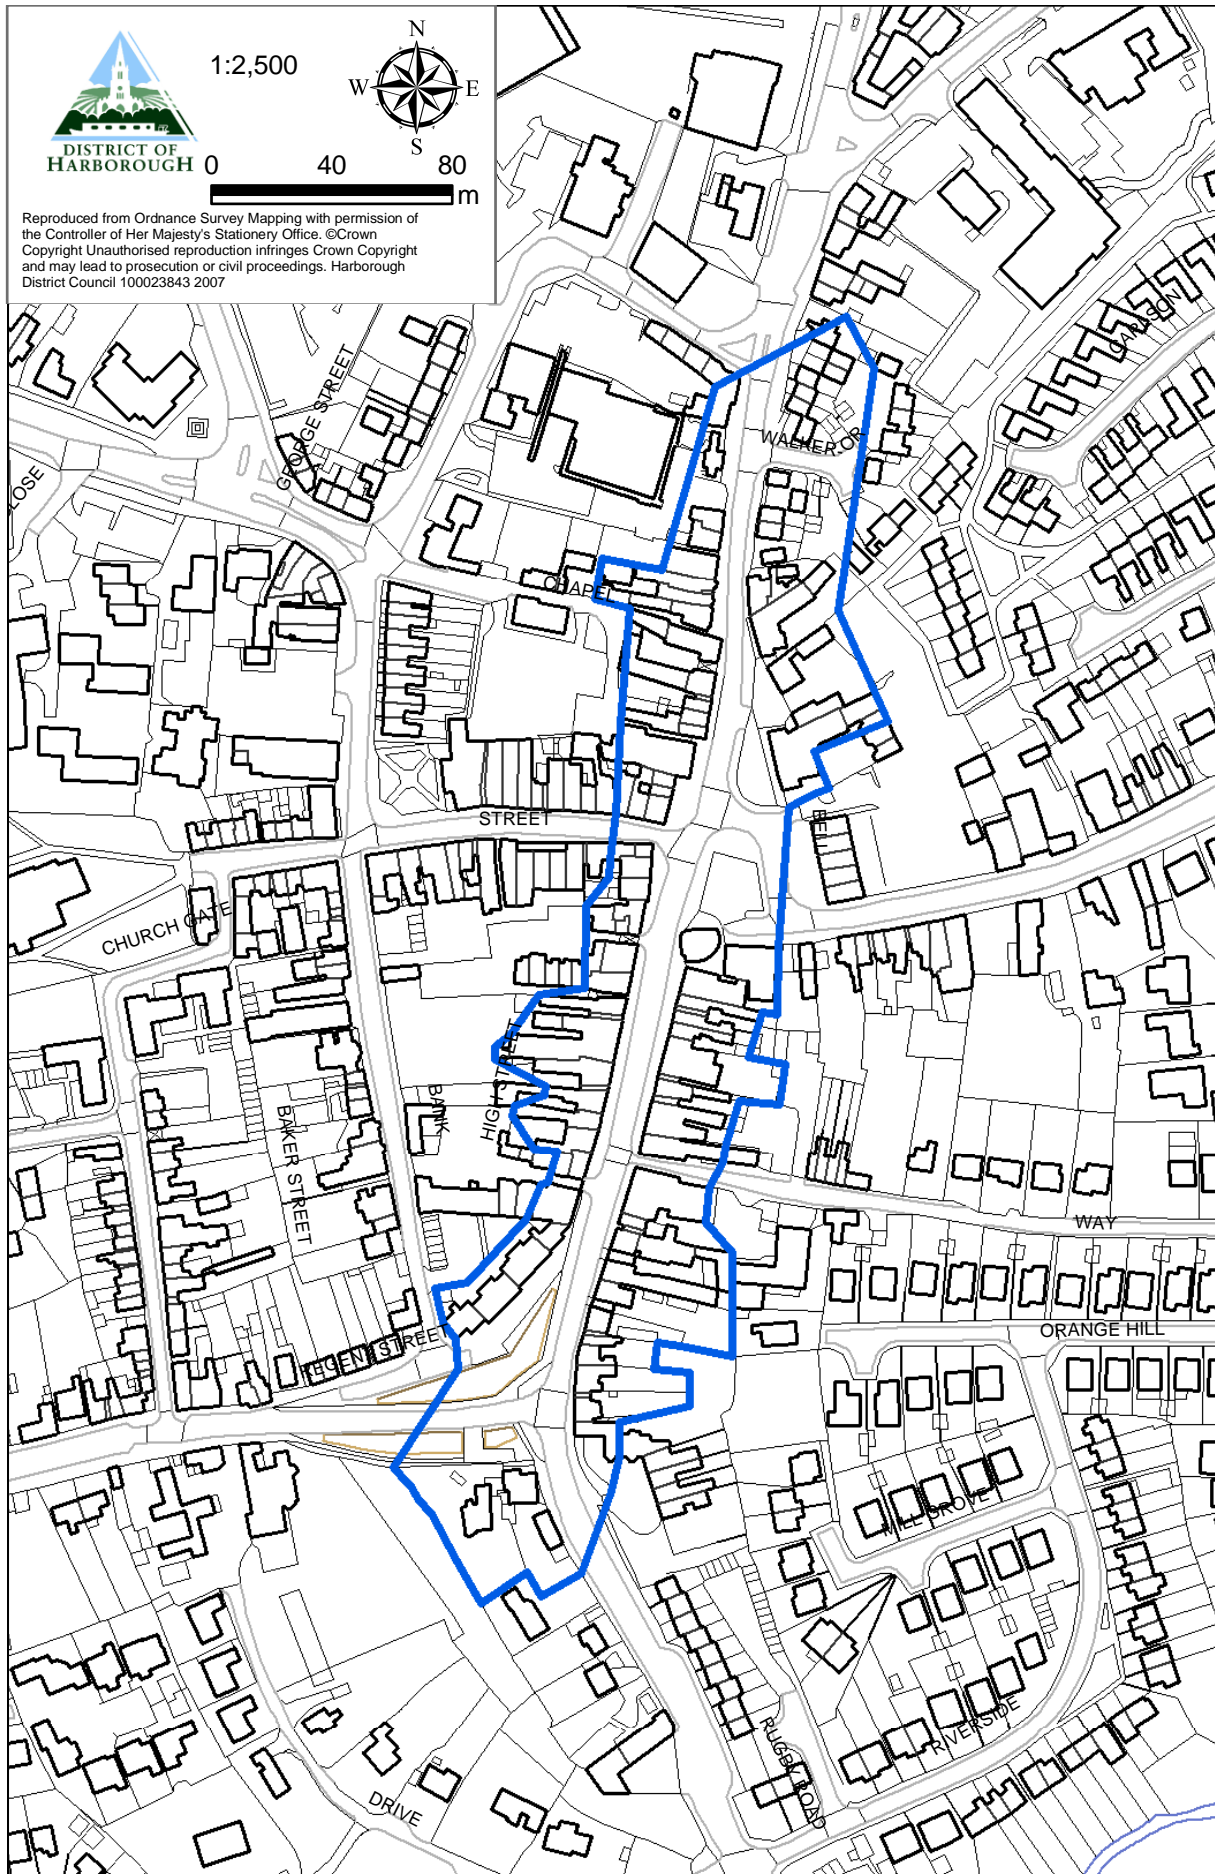 1:2,500
N
W
E
S
DISTRICT OF
HARBOROUGH
0 40 80
m
Reproduced from Ordnance Survey Mapping with permission of
the Controller of Her Majesty's Stationery Office. ©Crown
Copyright Unauthorised reproduction infringes Crown Copyright
and may lead to prosecution or civil proceedings. Harborough
District Council 100023843 2007
GEORGE STREET
WALKER
CHAPEL
STREET
CHURCH GATE
HIGH STREET
BANK
BAKER STREET
REGENT STREET
WAY
ORANGE HILL
MILL GROVE
RIVERSIDE
RUGBY ROAD
DRIVE